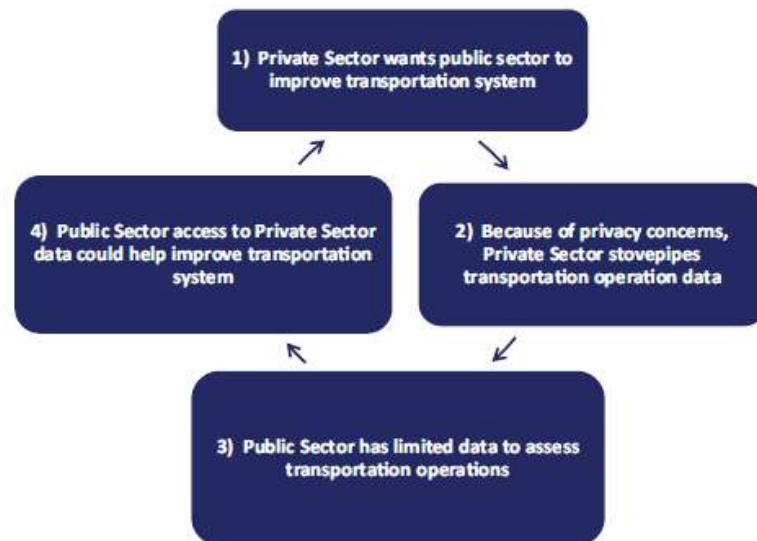 1) Private Sector wants public sector to
improve transportation system
2) Because of privacy concerns,
Private Sector stovepipes
transportation operation data
3) Public Sector has limited data to assess
transportation operations
4) Public Sector access to Private Sector
data could help improve transportation
system